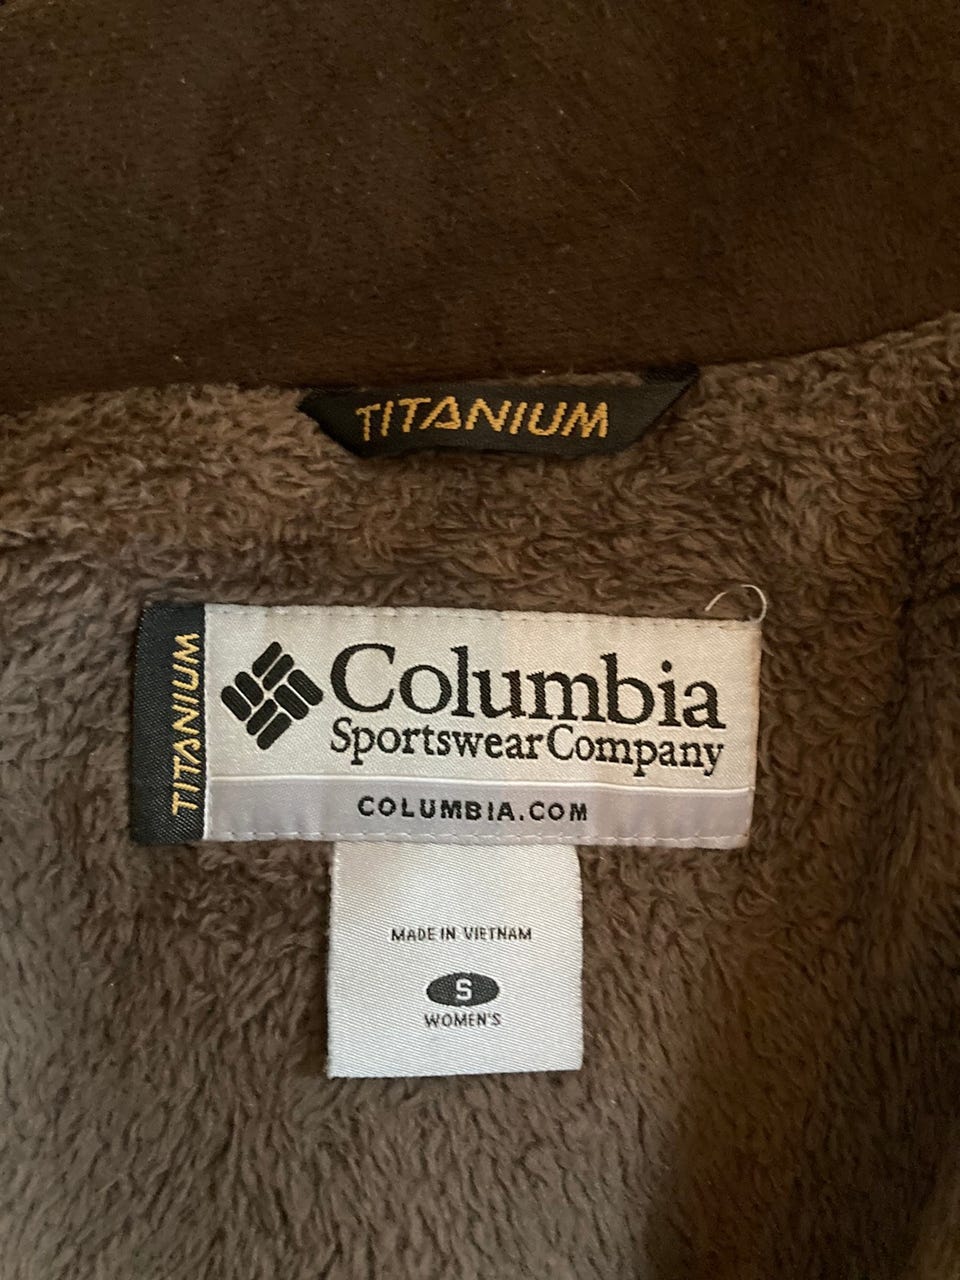 TITANIUM
TITANIUM
Columbia
Sportswear Company
COLUMBIA.COM
MADE IN VIETNAM
S
WOMEN'S